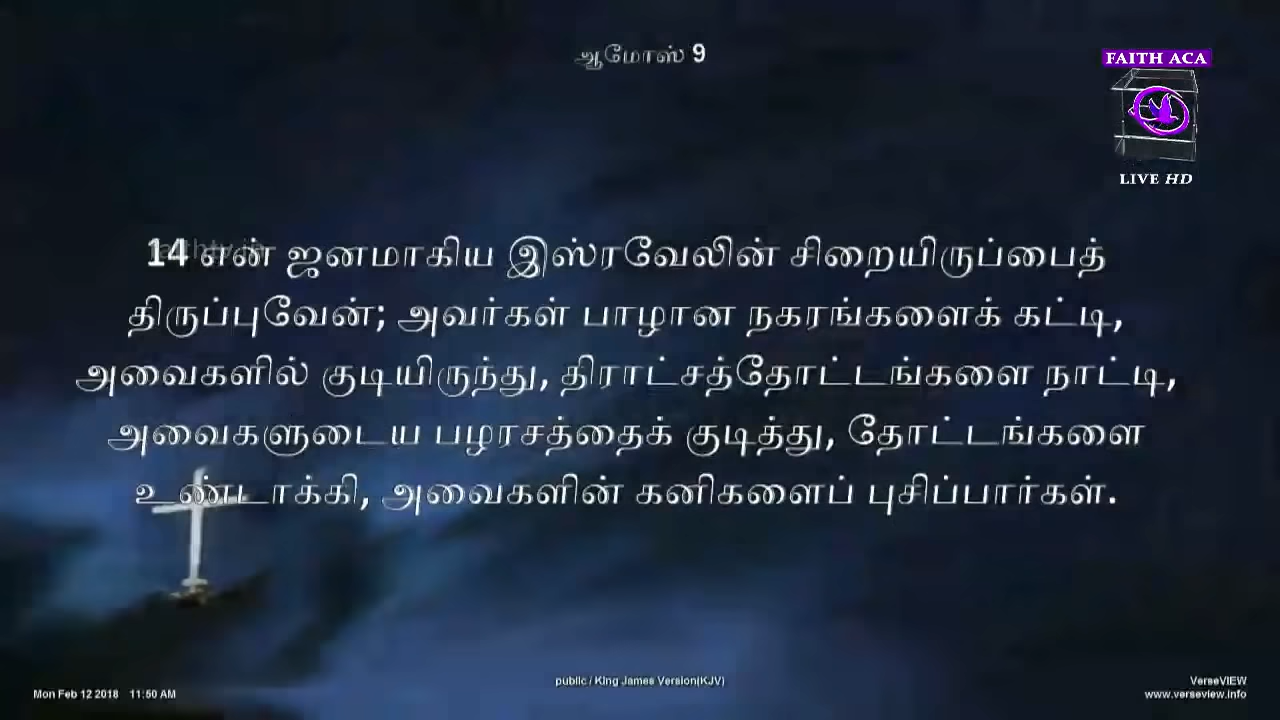 ஆமோஸ் 9
FAITH ACA
LIVE HD
14 என் ஜனமாகிய இஸ்ரவேலின் சிறையிருப்பைத்
திருப்புவேன்; அவர்கள் பாழான நகரங்களைக் கட்டி,
அவைகளில் குடியிருந்து, திராட்சத்தோட்டங்களை நாட்டி,
அவைகளுடைய பழரசத்தைக் குடித்து, தோட்டங்களை
உண்டாக்கி, அவைகளின் கனிகளைப் புசிப்பார்கள்.
public / King James Version(KJV)
Mon Feb 12 2018 11:50 AM
VerseVIEW
www.verseview.info